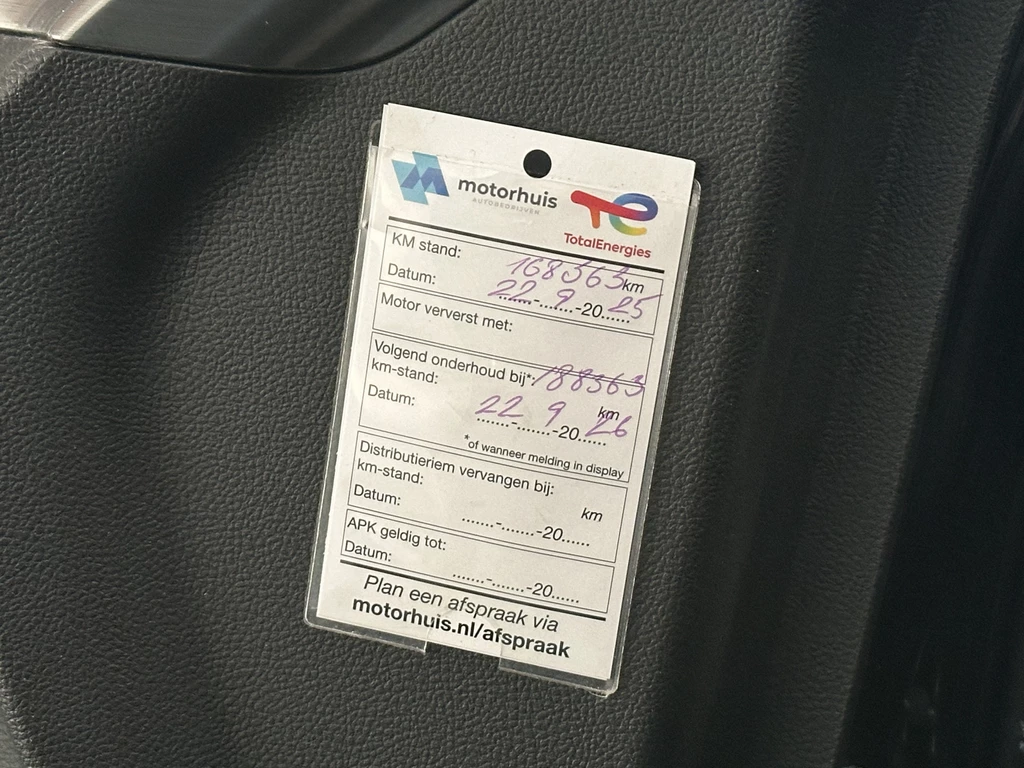 motorhuis
AUTOBEDRIJVEN
TotalEnergies
KM stand: 168363 km
Datum: 22-9-2025
Motor ververst met:
Volgend onderhoud bij*: 188363
km-stand: km
Datum: 22-9-2026
*of wanneer melding in display
Distributieriem vervangen bij:
km-stand: km
Datum: .......-.......-20......
APK geldig tot:
Datum: .......-.......-20......
Plan een afspraak via
motorhuis.nl/afspraak